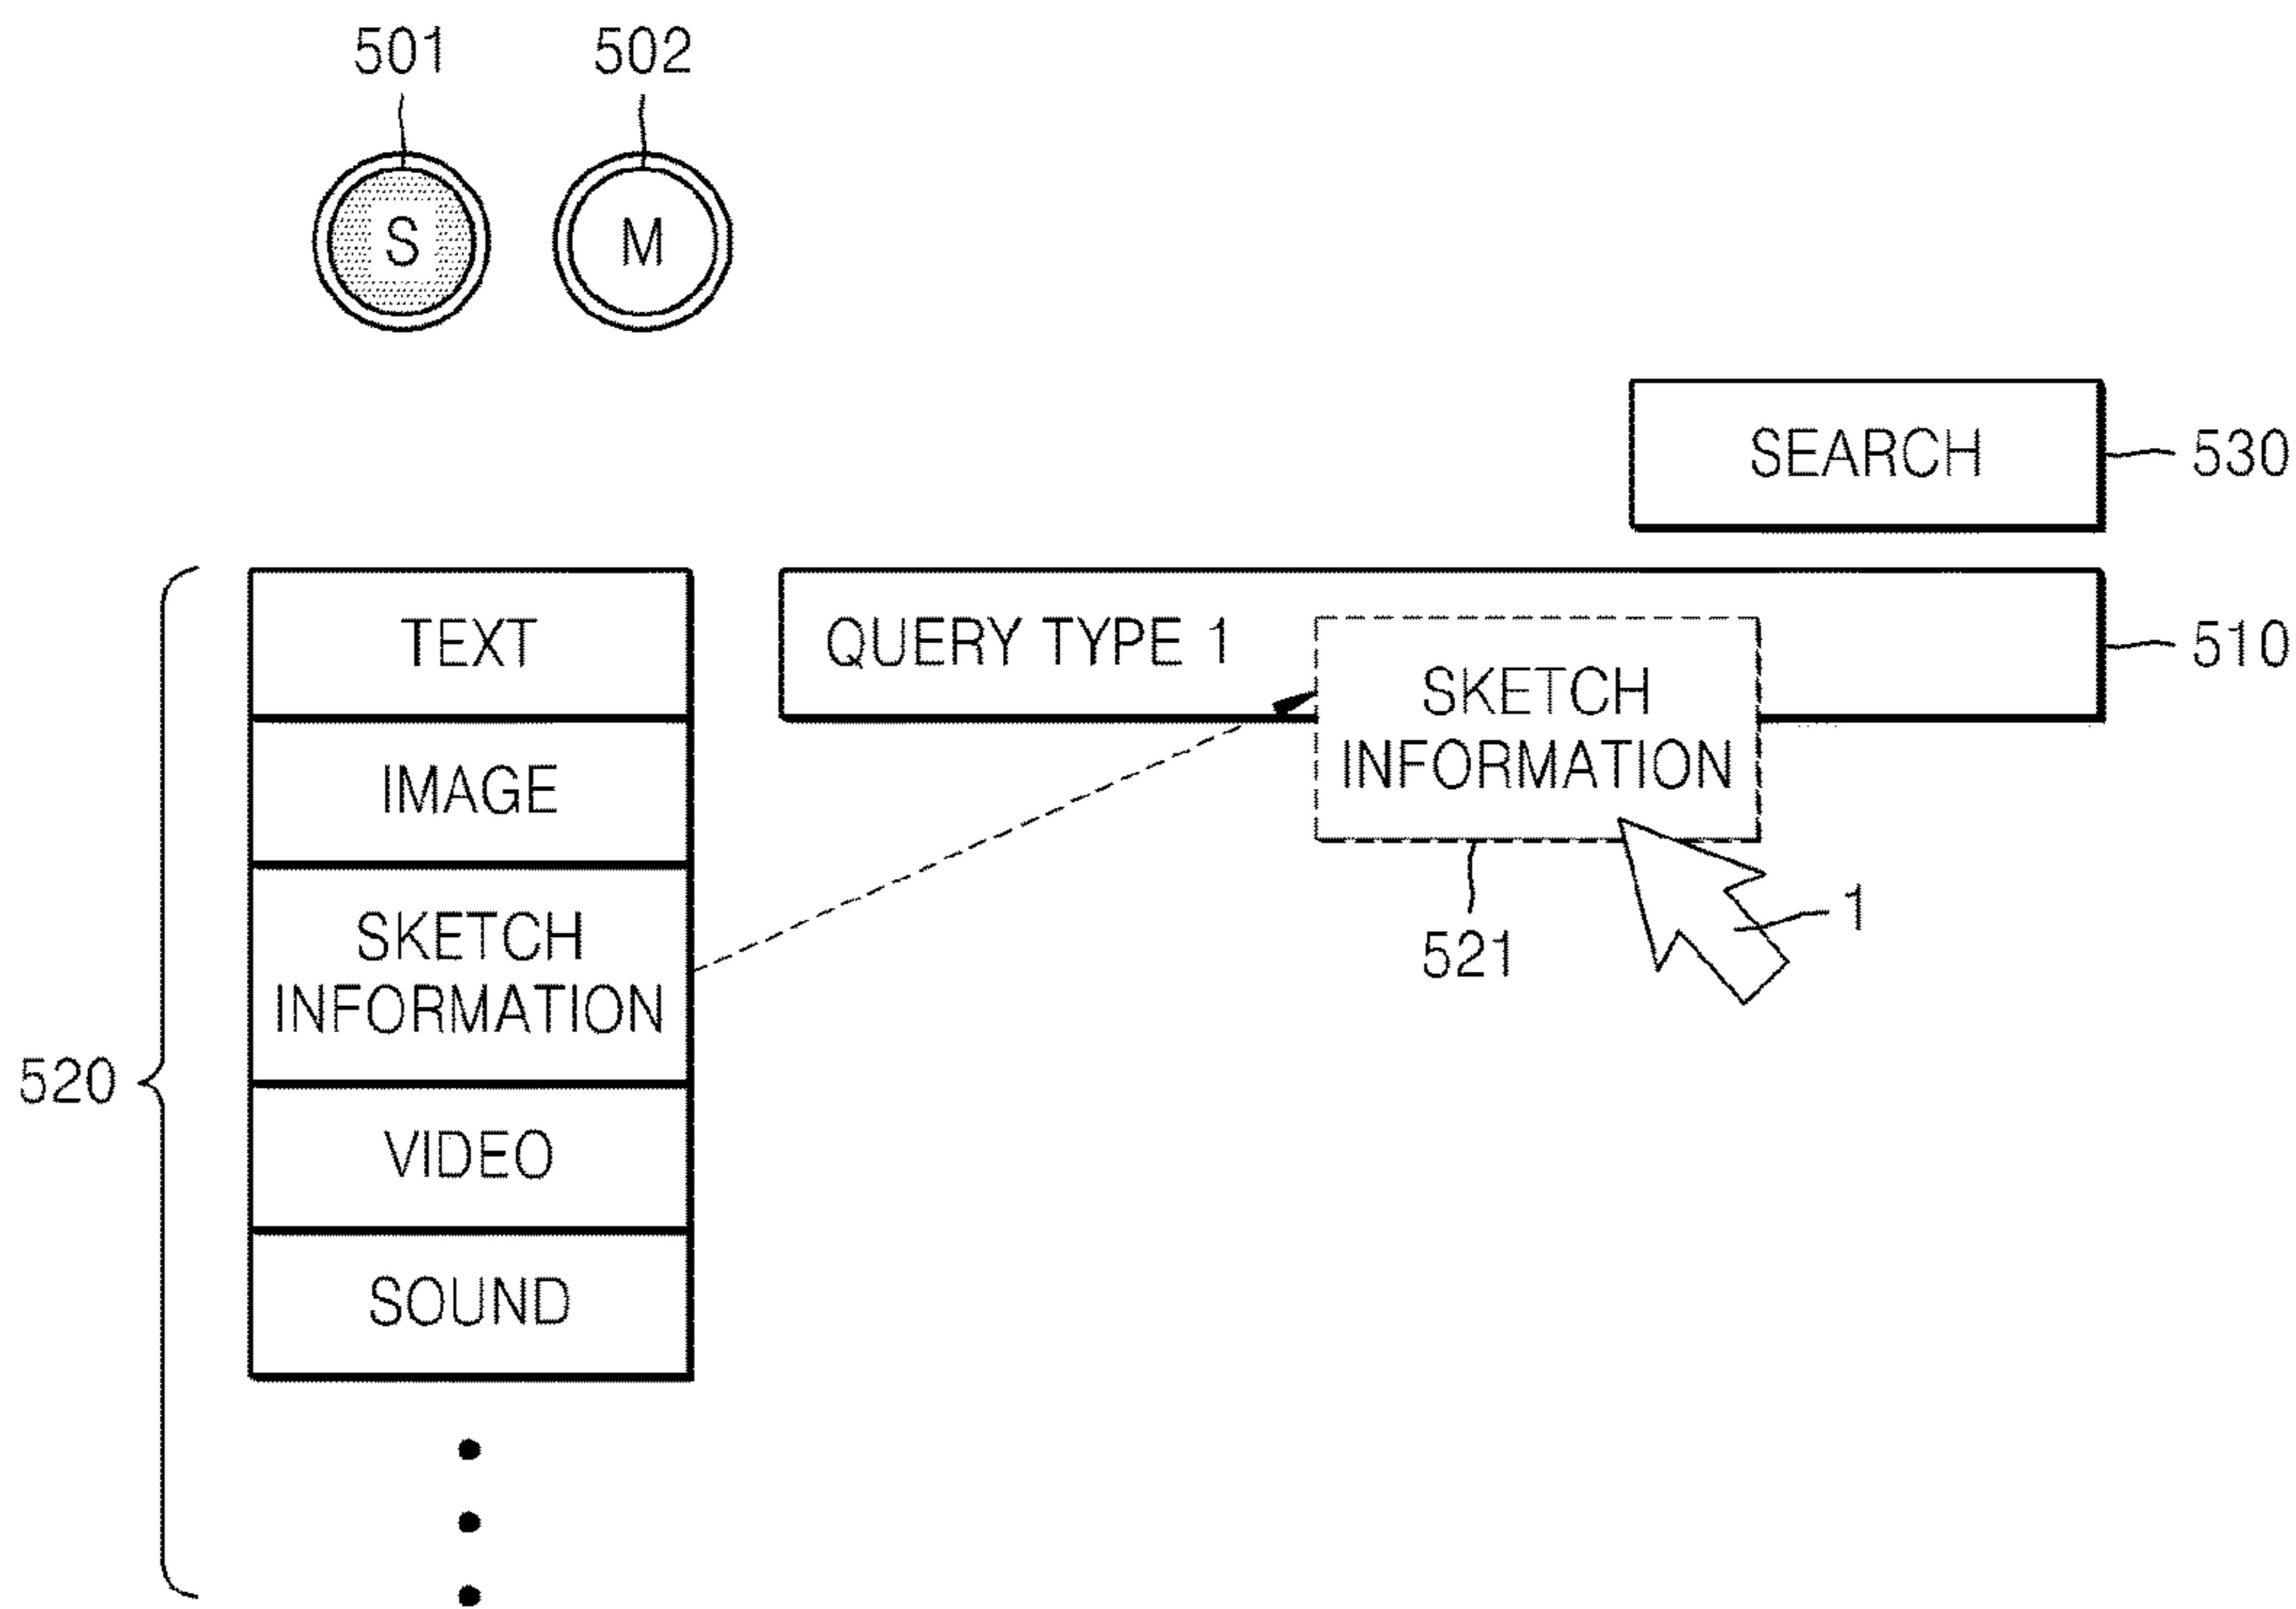 501
502
S
M
SEARCH
530
TEXT
QUERY TYPE 1
510
SKETCH
INFORMATION
IMAGE
1
521
SKETCH
INFORMATION
520
VIDEO
SOUND